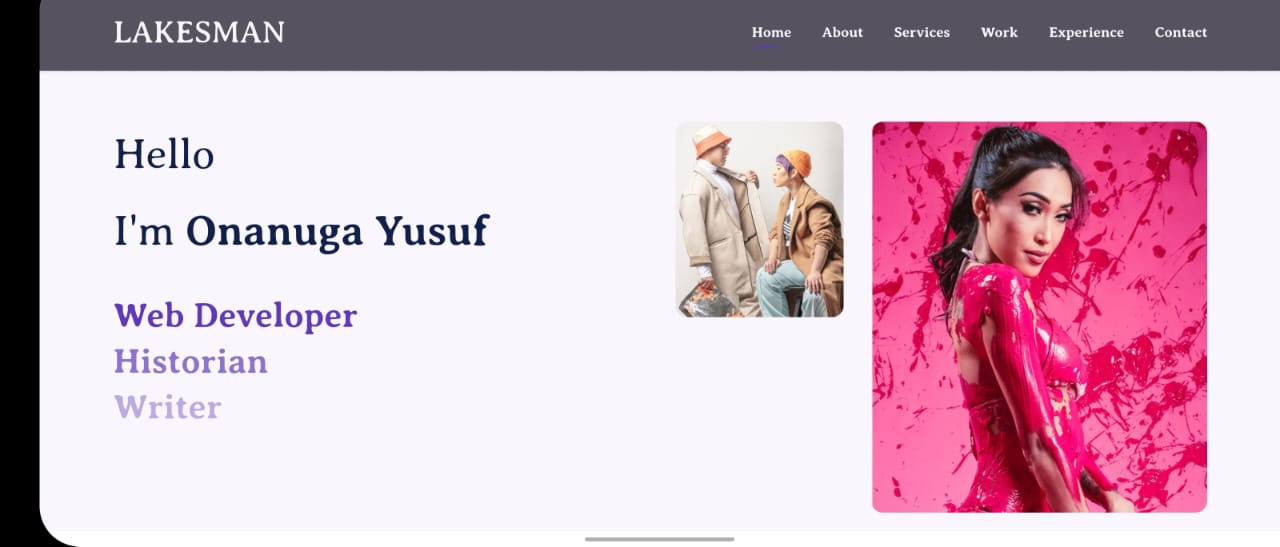 LAKESMAN
Home About Services Work Experience Contact
Hello
I'm Onanuga Yusuf
Web Developer
Historian
Writer